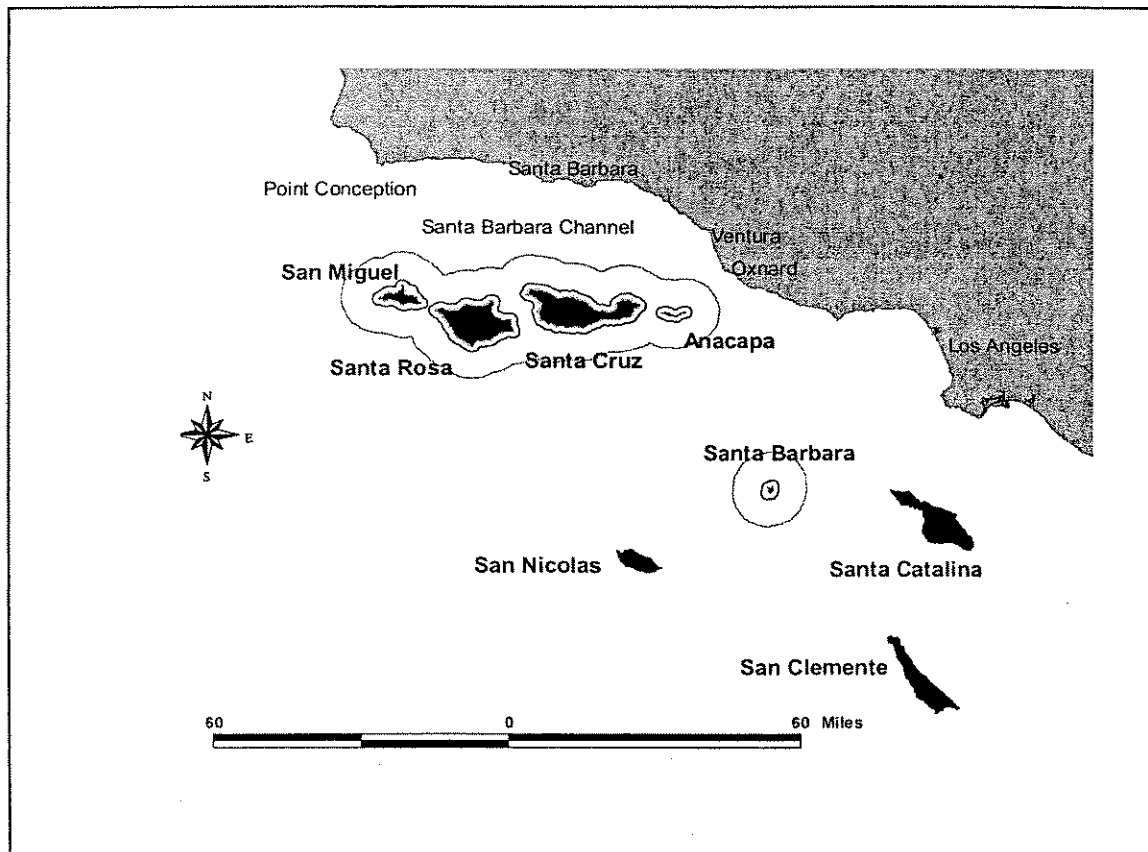 Santa Barbara
Point Conception
Santa Barbara Channel
Ventura
Oxnard
San Miguel
Anacapa
Los Angeles
Santa Rosa
Santa Cruz
N
E
S
Santa Barbara
San Nicolas
Santa Catalina
San Clemente
60 0 60 Miles